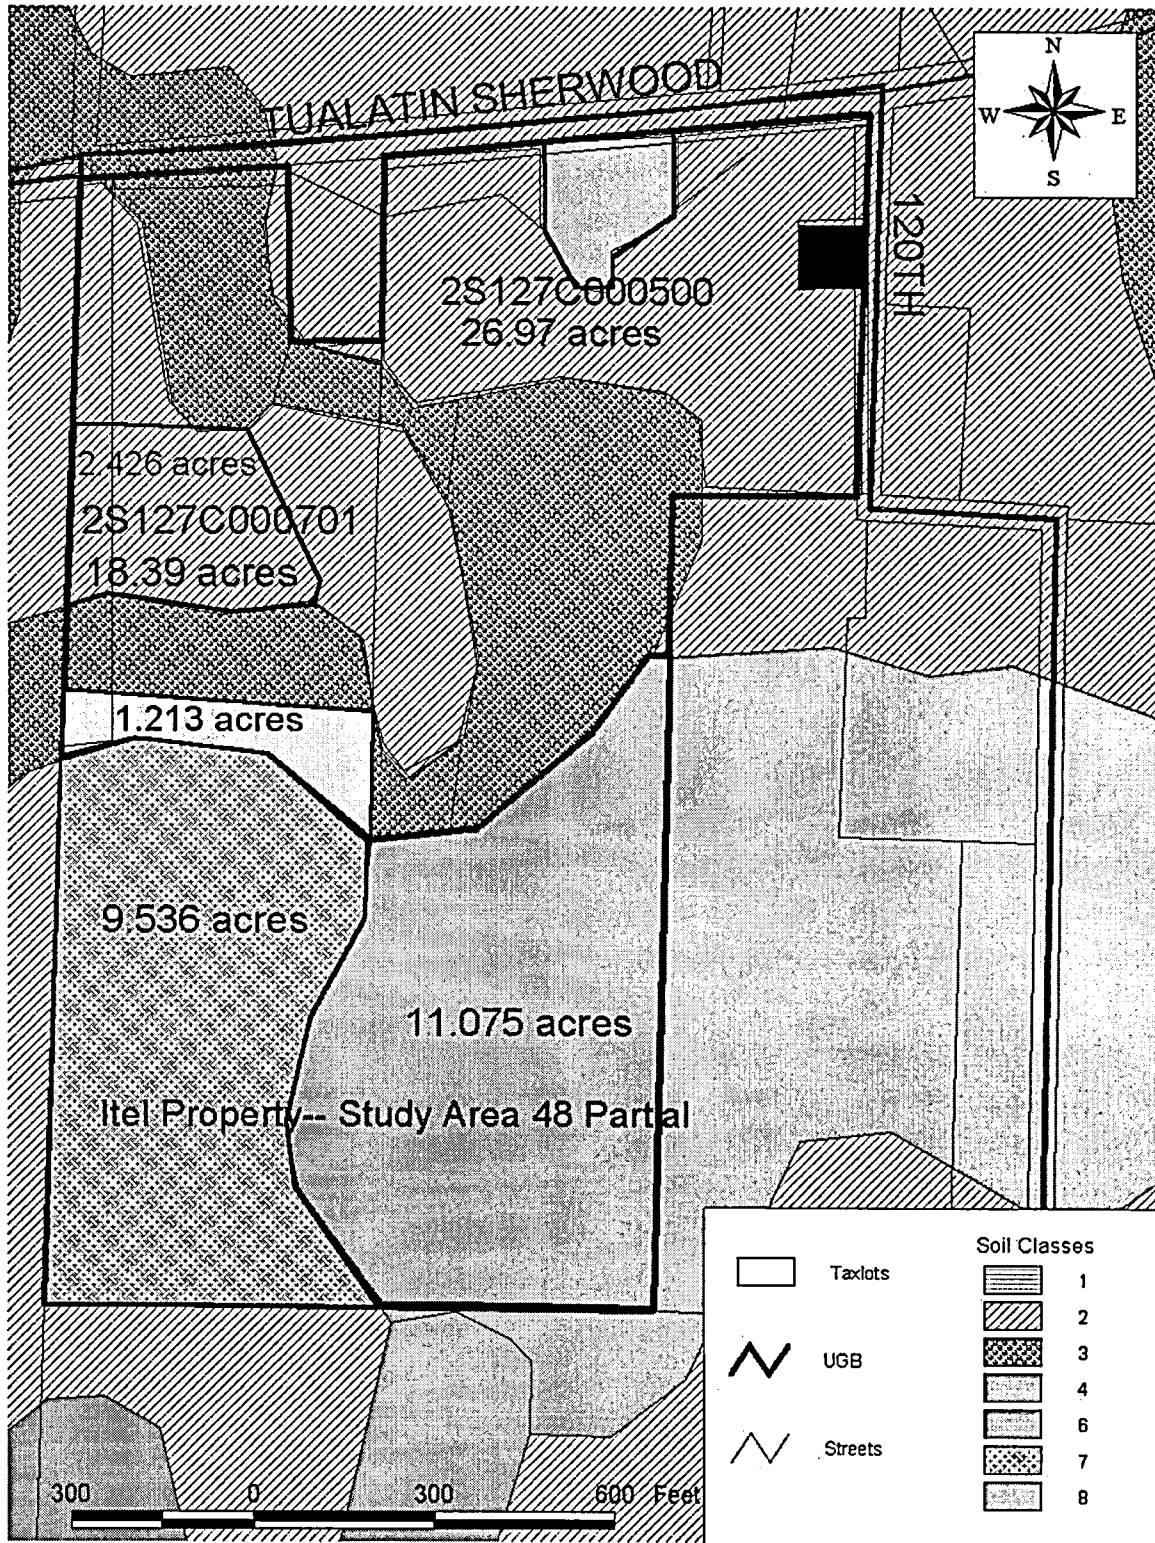 N
W E
S
TUALATIN SHERWOOD
120TH
2S127C000500
26.97 acres
2.426 acres
2S127C000701
18.39 acres
1.213 acres
9.536 acres
11.075 acres
Itel Property-- Study Area 48 Partial
Taxlots
UGB
Streets
Soil Classes
1
2
3
4
6
7
8
300 0 300 600 Feet